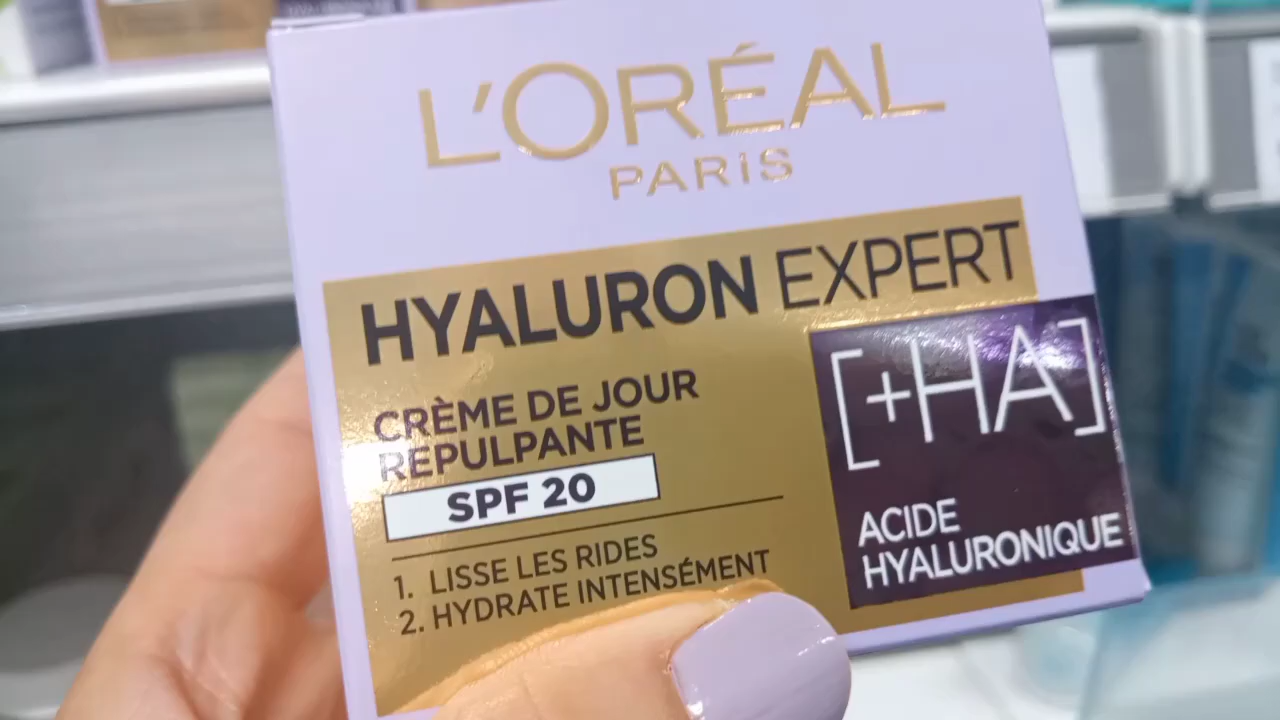 L'ORÉAL
PARIS
HYALURON EXPERT
CRÈME DE JOUR
REPULPANTE
SPF 20
1. LISSE LES RIDES
2. HYDRATE INTENSÉMENT
[+HA]
ACIDE
HYALURONIQUE